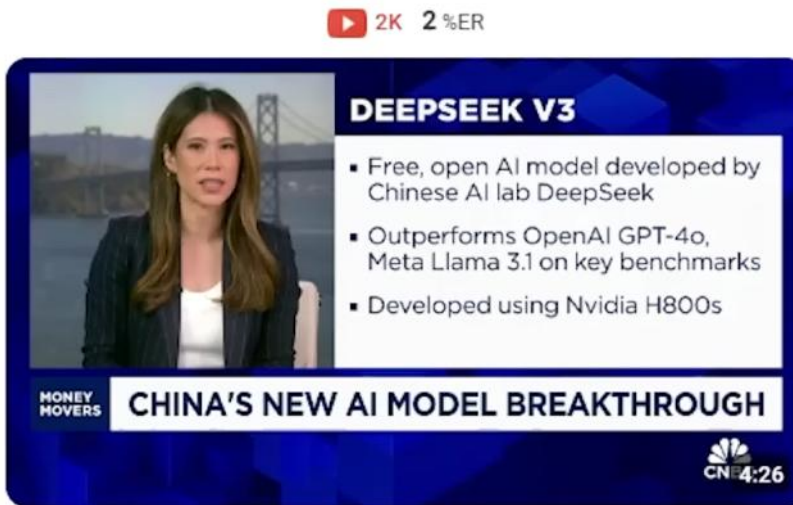 2K 2 %ER
DEEPSEEK V3
▪ Free, open AI model developed by
Chinese AI lab DeepSeek
▪ Outperforms OpenAI GPT-4o,
Meta Llama 3.1 on key benchmarks
▪ Developed using Nvidia H800s
MONEY
MOVERS
CHINA'S NEW AI MODEL BREAKTHROUGH
4:26